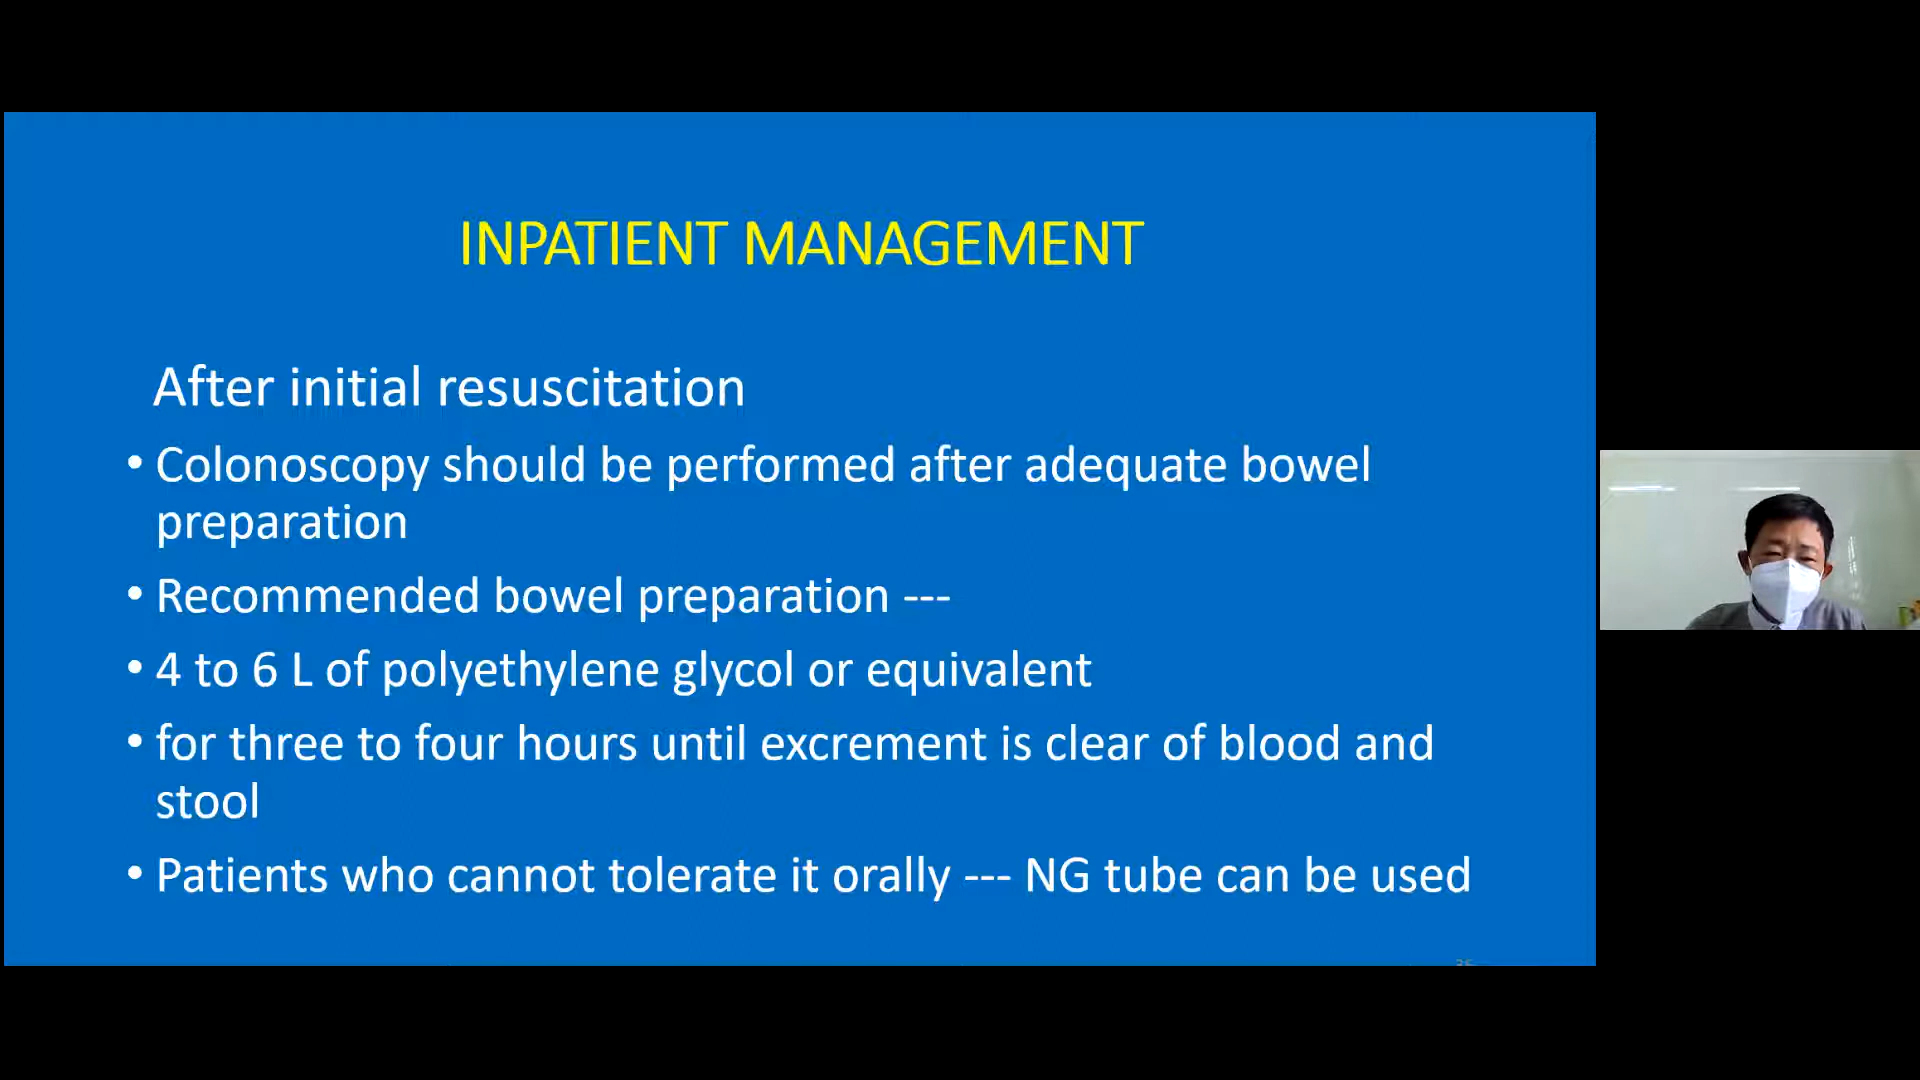 INPATIENT MANAGEMENT
After initial resuscitation
• Colonoscopy should be performed after adequate bowel
preparation
• Recommended bowel preparation ---
• 4 to 6 L of polyethylene glycol or equivalent
• for three to four hours until excrement is clear of blood and
stool
• Patients who cannot tolerate it orally --- NG tube can be used